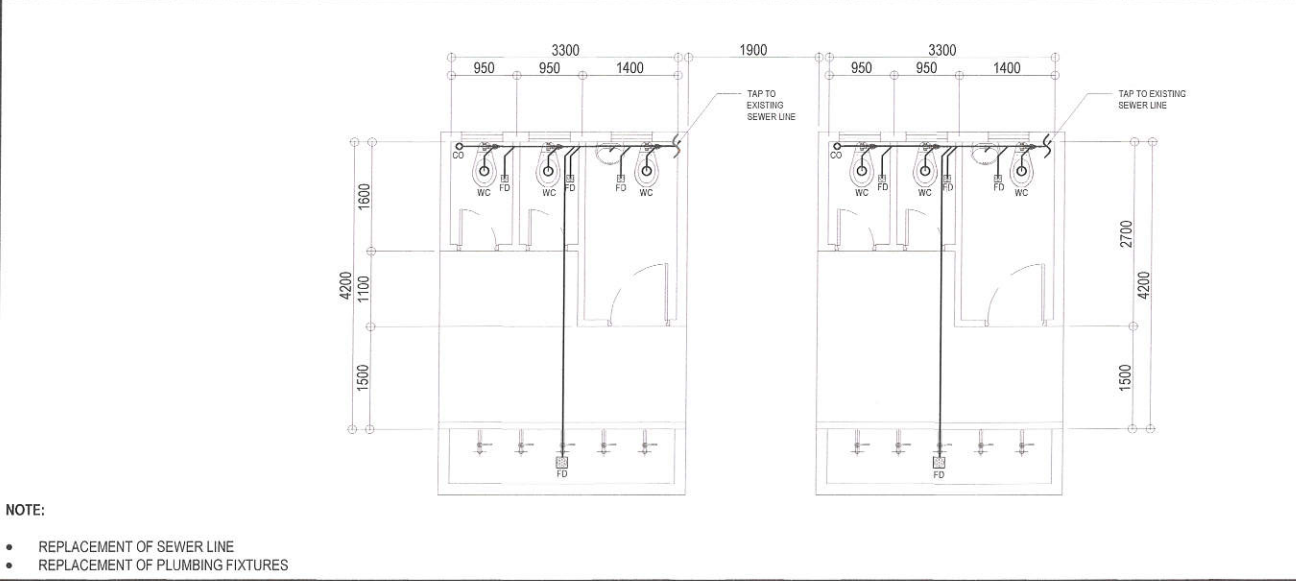 3300 1900 3300
950 950 1400 950 950 1400
TAP TO
EXISTING
SEWER LINE
TAP TO EXISTING
SEWER LINE
CO WC FD WC FD FD WC
CO WC FD WC FD FD WC
1600
4200
1100
1500
2700
4200
1500
FD
FD
NOTE:
• REPLACEMENT OF SEWER LINE
• REPLACEMENT OF PLUMBING FIXTURES